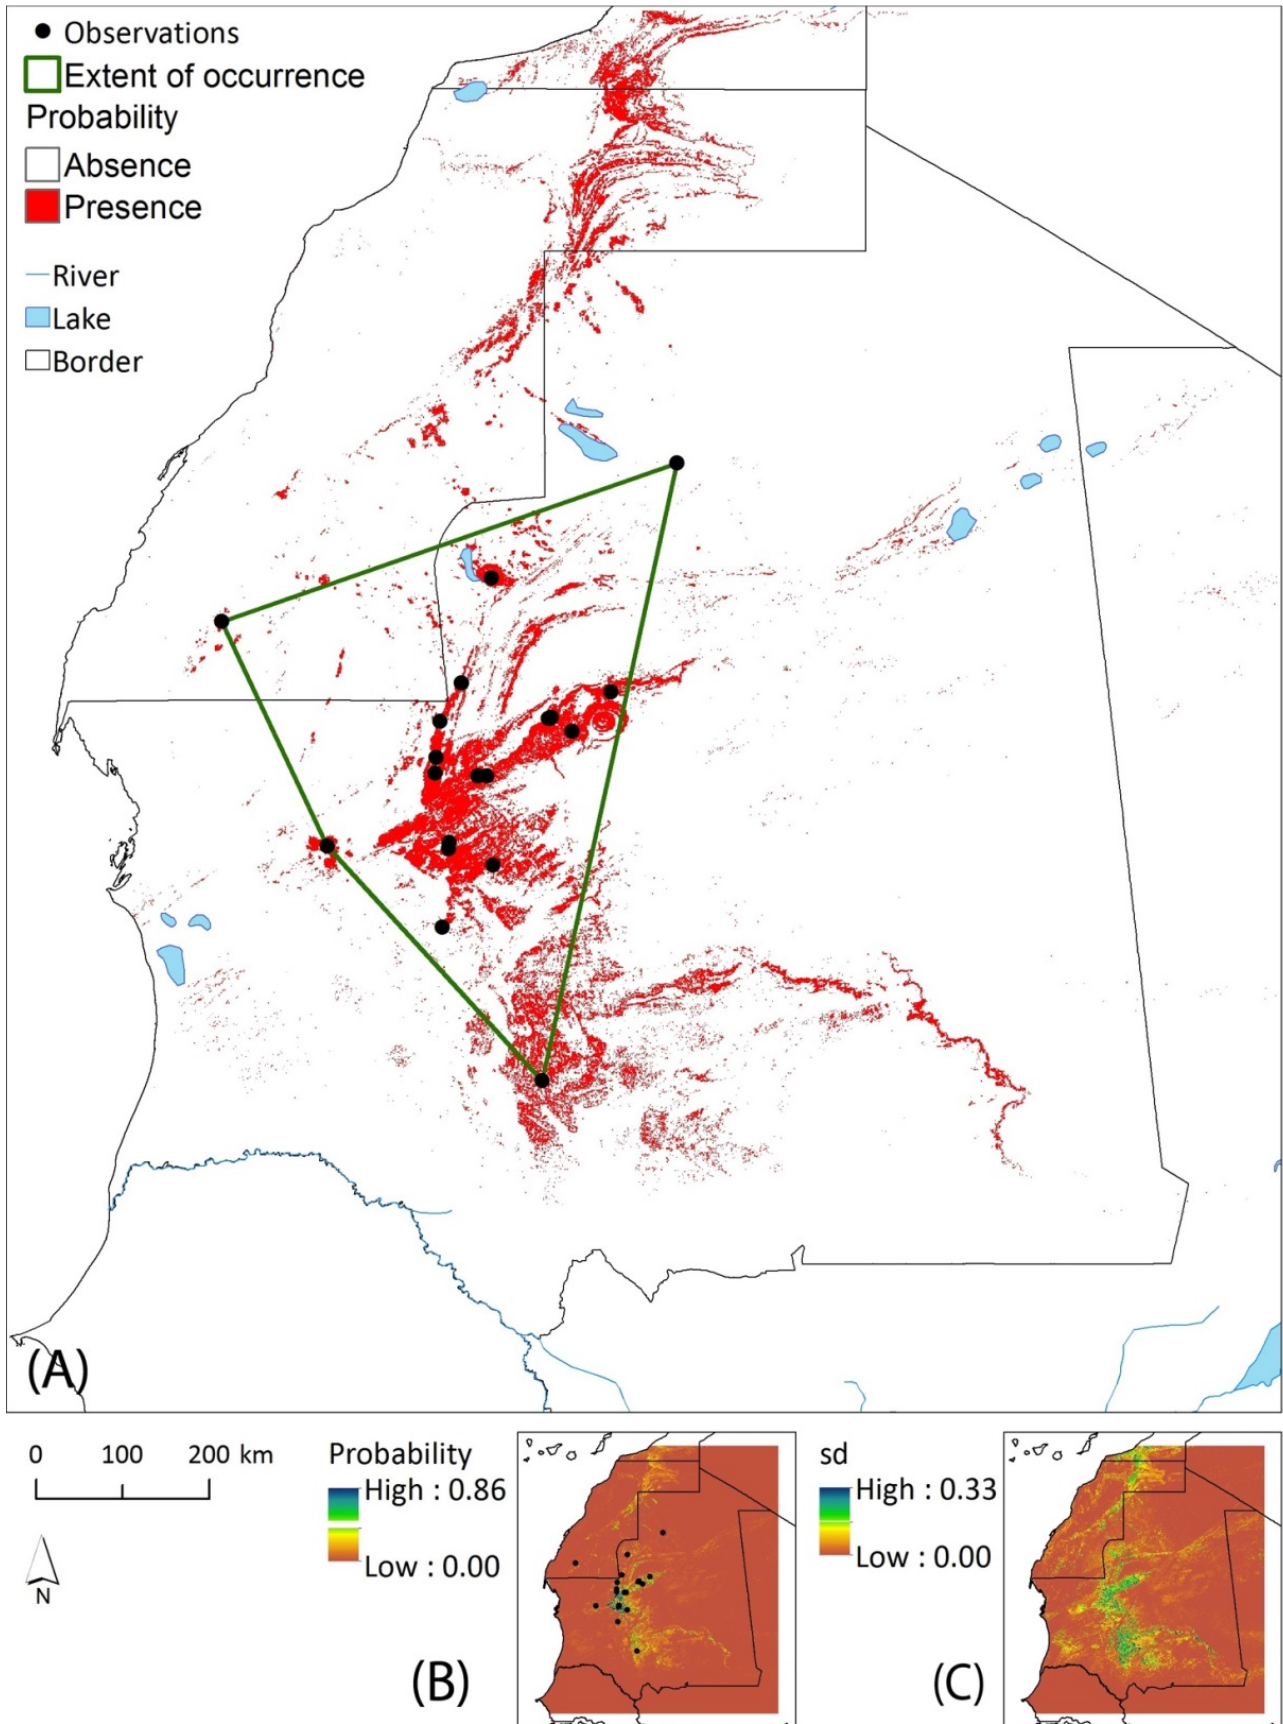 Observations
Extent of occurrence
Probability
Absence
Presence
River
Lake
Border
(A)
0 100 200 km
N
Probability
High : 0.86
Low : 0.00
(B)
sd
High : 0.33
Low : 0.00
(C)